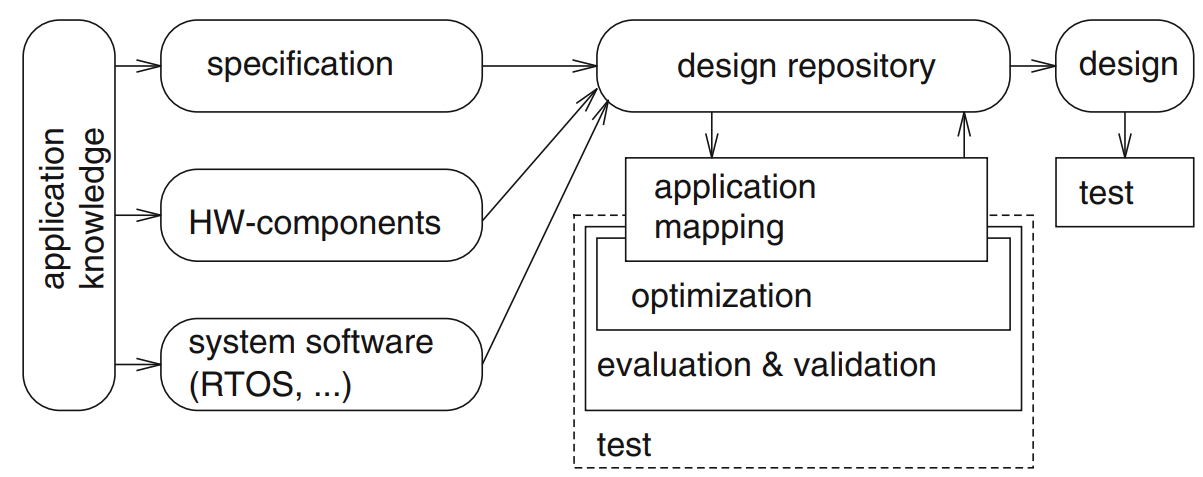 application
knowledge
specification
HW-components
system software
(RTOS, ...)
design repository
application
mapping
optimization
evaluation & validation
test
design
test